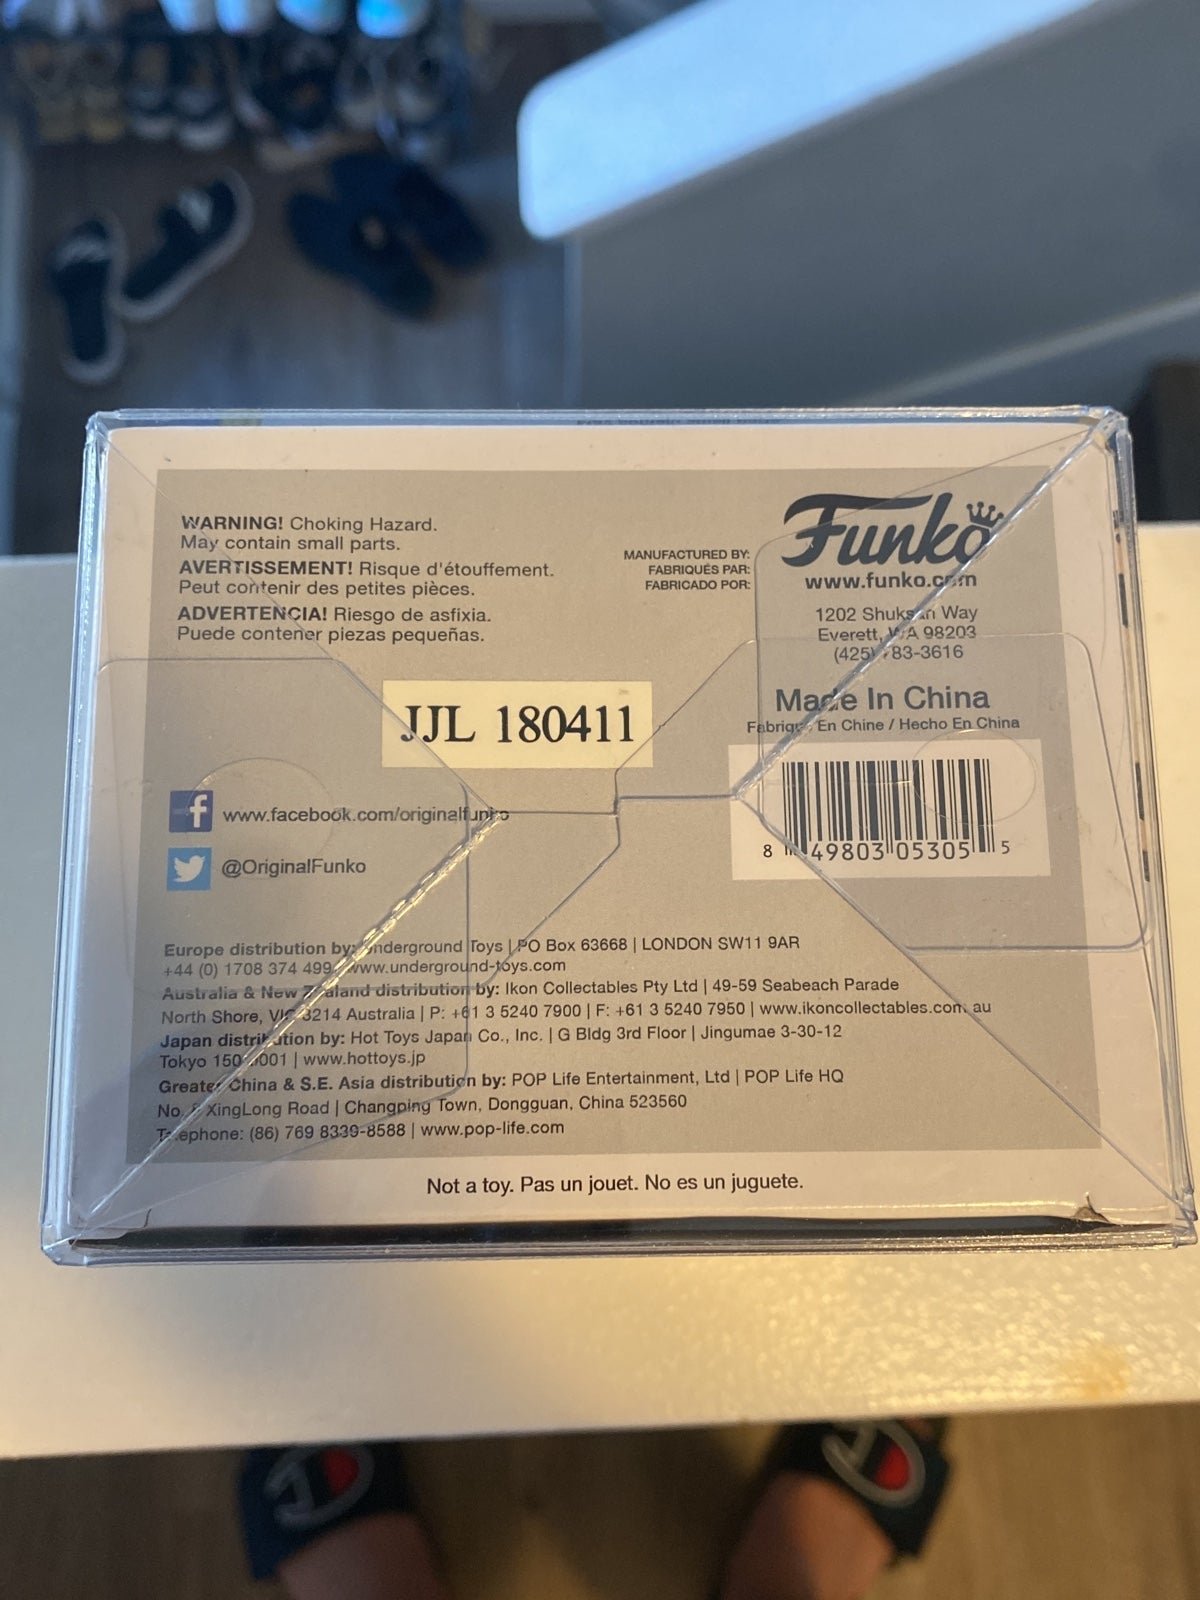 WARNING! Choking Hazard.
May contain small parts.
AVERTISSEMENT! Risque d'étouffement.
Peut contenir des petites pièces.
ADVERTENCIA! Riesgo de asfixia.
Puede contener piezas pequeñas.
MANUFACTURED BY:
FABRIQUÉS PAR:
FABRICADO POR:
Funko
www.funko.com
1202 Shuksan Way
Everett, WA 98203
(425) 783-3616
Made In China
Fabriqué En Chine / Hecho En China
JJL 180411
8 49803 05305 5
f www.facebook.com/originalfunko
@OriginalFunko
Europe distribution by: Underground Toys | PO Box 63668 | LONDON SW11 9AR
+44 (0) 1708 374 499 | www.underground-toys.com
Australia & New Zealand distribution by: Ikon Collectables Pty Ltd | 49-59 Seabeach Parade
North Shore, VIC 3214 Australia | P: +61 3 5240 7900 | F: +61 3 5240 7950 | www.ikoncollectables.com.au
Japan distribution by: Hot Toys Japan Co., Inc. | G Bldg 3rd Floor | Jingumae 3-30-12
Tokyo 150-0001 | www.hottoys.jp
Greater China & S.E. Asia distribution by: POP Life Entertainment, Ltd | POP Life HQ
No. XingLong Road | Changping Town, Dongguan, China 523560
Telephone: (86) 769 8339-8588 | www.pop-life.com
Not a toy. Pas un jouet. No es un juguete.